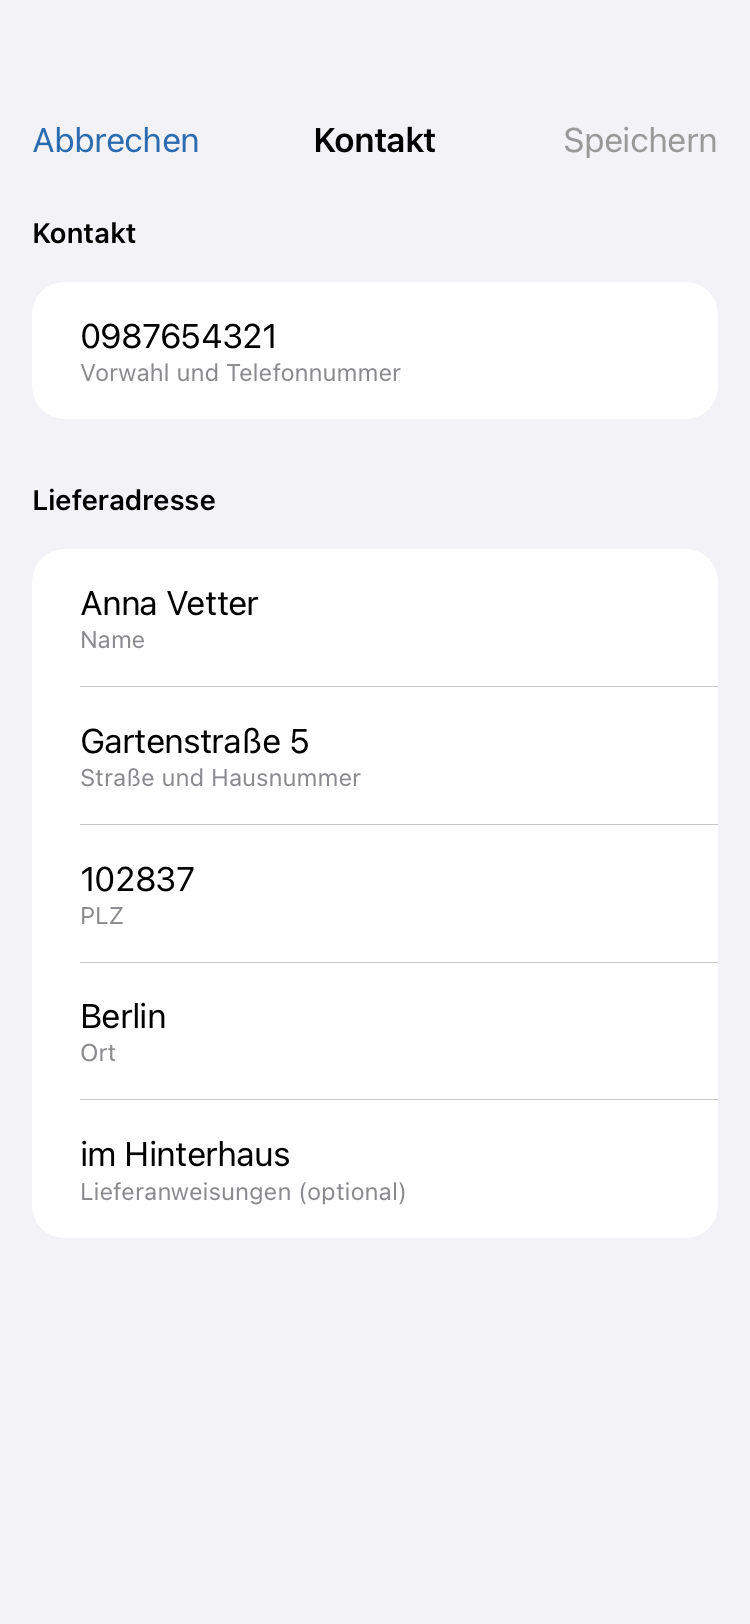 Abbrechen Kontakt Speichern
Kontakt
0987654321
Vorwahl und Telefonnummer
Lieferadresse
Anna Vetter
Name
Gartenstraße 5
Straße und Hausnummer
102837
PLZ
Berlin
Ort
im Hinterhaus
Lieferanweisungen (optional)